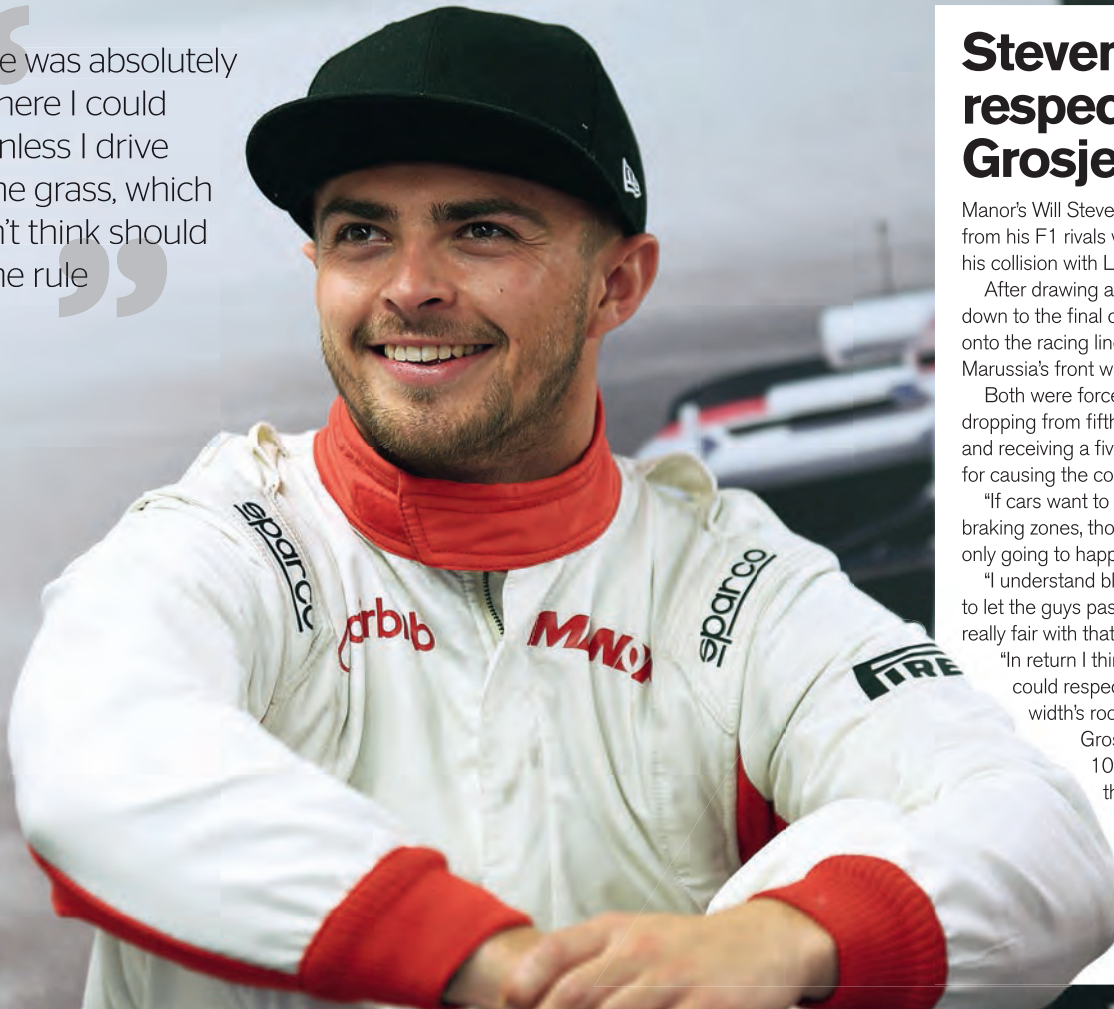 e was absolutely
here I could
nless I drive
he grass, which
n't think should
he rule
sparco
airbnb
MANOR
sparco
PIRE
Steven
respec
Grosje
Manor's Will Steve
from his F1 rivals
his collision with L
After drawing a
down to the final
onto the racing lin
Marussia's front w
Both were force
dropping from fifth
and receiving a fiv
for causing the co
"If cars want to
braking zones, tho
only going to happ
"I understand bl
to let the guys pas
really fair with that
"In return I thin
could respec
width's roo
Gros
10
th